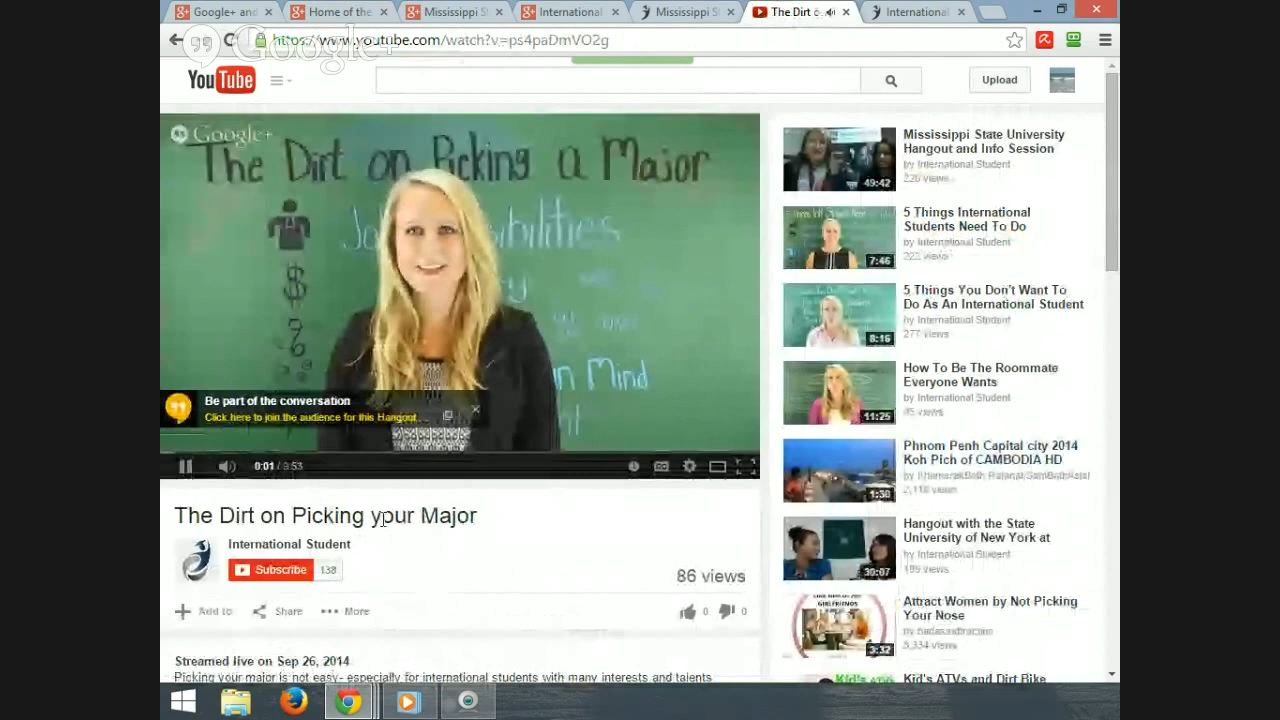 Google+ and
Home of the
Mississippi St
International
Mississippi St
The Dirt o
International
https://www.youtube.com/watch?v=ps4paDmVO2g
Google+
YouTube
Upload
Google+
The Dirt on Picking a Major
in Mind
Be part of the conversation
Click here to join the audience for this Hangout...
0:01 / 3:53
The Dirt on Picking your Major
International Student
Subscribe 138
86 views
Add to Share More 0 0
Streamed live on Sep 26, 2014
Picking your major is not easy- especially for international students with many interests and talents
Mississippi State University
Hangout and Info Session
by International Student
49:42
5 Things International
Students Need To Do
by International Student
7:46
5 Things You Don't Want To
Do As An International Student
by International Student
277 views
8:16
How To Be The Roommate
Everyone Wants
by International Student
11:25
Phnom Penh Capital city 2014
Koh Pich of CAMBODIA HD
1:30
Hangout with the State
University of New York at
by International Student
30:07
Attract Women by Not Picking
Your Nose
5,334 views
3:32
Kid's ATVs and Dirt Bike